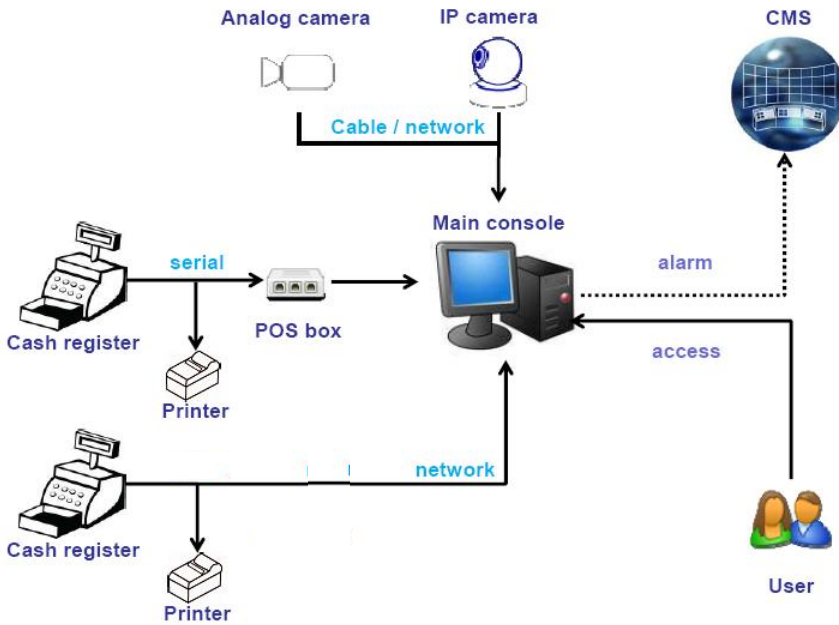 Analog camera
IP camera
CMS
Cable / network
Main console
serial
alarm
POS box
Cash register
access
Printer
network
Cash register
User
Printer